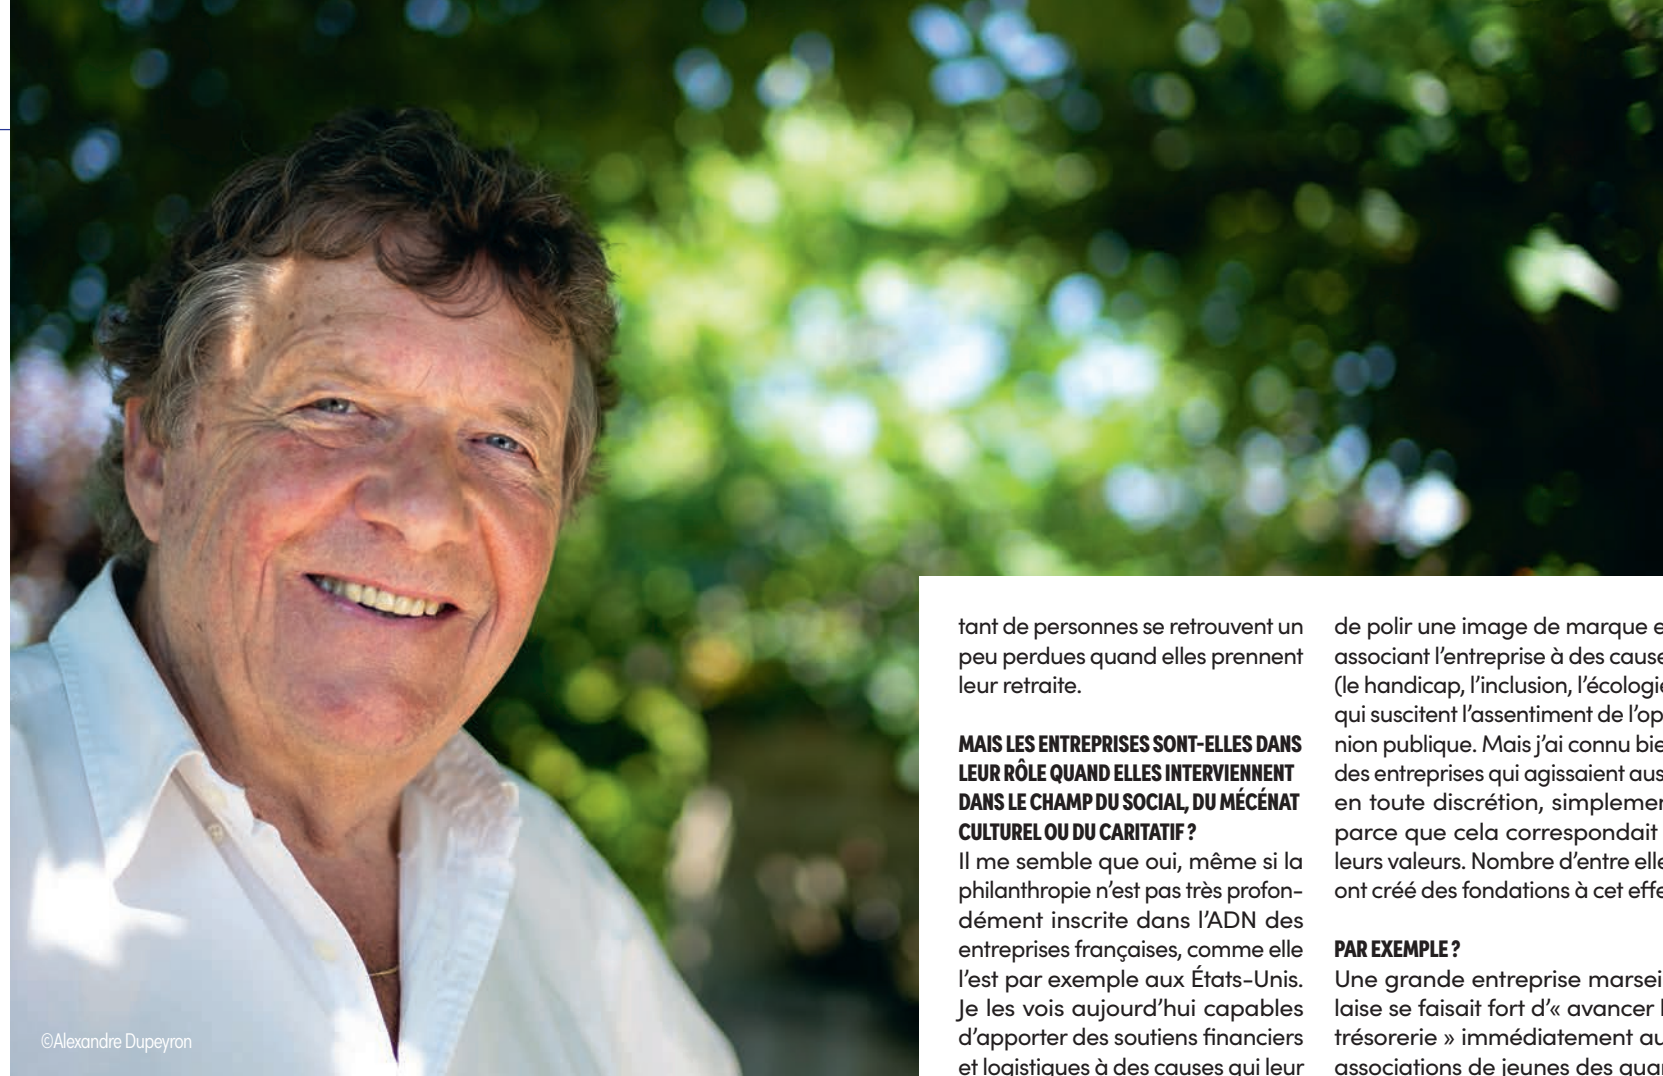 ©Alexandre Dupeyron
tant de personnes se retrouvent un
peu perdues quand elles prennent
leur retraite.
MAIS LES ENTREPRISES SONT-ELLES DANS
LEUR RÔLE QUAND ELLES INTERVIENNENT
DANS LE CHAMP DU SOCIAL, DU MÉCÉNAT
CULTUREL OU DU CARITATIF ?
Il me semble que oui, même si la
philanthropie n’est pas très profon-
dément inscrite dans l’ADN des
entreprises françaises, comme elle
l’est par exemple aux États-Unis.
Je les vois aujourd’hui capables
d’apporter des soutiens financiers
et logistiques à des causes qui leur
de polir une image de marque e
associant l’entreprise à des cause
(le handicap, l’inclusion, l’écologie
qui suscitent l’assentiment de l’op
nion publique. Mais j’ai connu bie
des entreprises qui agissaient aus
en toute discrétion, simplemen
parce que cela correspondait
leurs valeurs. Nombre d’entre elle
ont créé des fondations à cet effe
PAR EXEMPLE ?
Une grande entreprise marsei
laise se faisait fort d’« avancer l
trésorerie » immédiatement au
associations de jeunes des quar